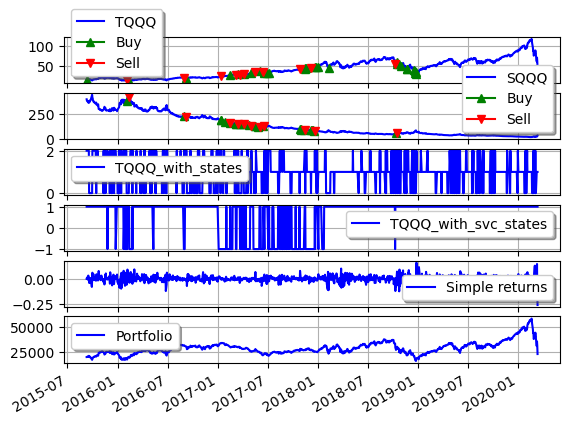 TQQQ
Buy
Sell
100
50
SQQQ
Buy
Sell
250
0
2
TQQQ_with_states
0
1
TQQQ_with_svc_states
−1
0.00
Simple returns
−0.25
50000
Portfolio
25000
2015-07
2016-01
2016-07
2017-01
2017-07
2018-01
2018-07
2019-01
2019-07
2020-01